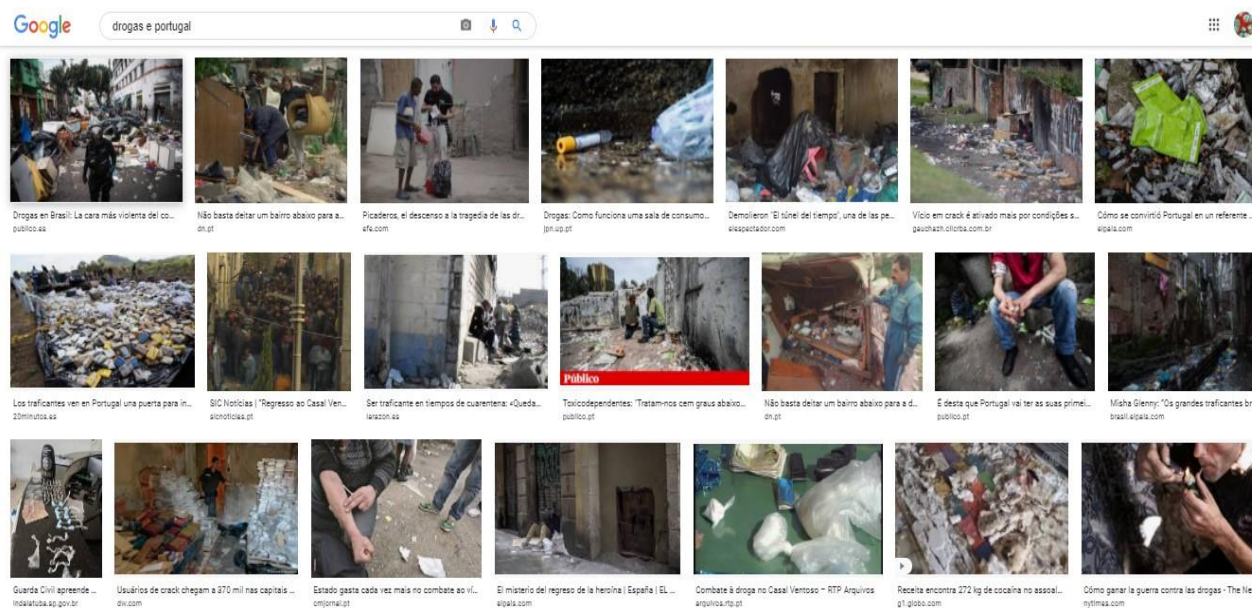 Google
drogas e portugal
Drogas en Brasil: La cara más violenta del co...
publico.es
Não basta deitar um bairro abaixo para a...
dn.pt
Picaderos, el descenso a la tragedia de las dr...
efe.com
Drogas: Como funciona uma sala de consumo...
jpn.up.pt
Demolieron "El túnel del tiempo", una de las pe...
elespectador.com
Vício em crack é ativado mais por condições s...
gauchazh.clicrbs.com.br
Cómo se convirtió Portugal en un referente ...
elpais.com
Los traficantes ven en Portugal una puerta para in...
20minutos.es
SIC Notícias | "Regresso ao Casal Ven...
sicnoticias.pt
Ser traficante en tiempos de cuarentena: «Queda...
larazon.es
Público
Toxicodependentes: "Tratam-nos cem graus abaixo...
publico.pt
Não basta deitar um bairro abaixo para a d...
dn.pt
É desta que Portugal vai ter as suas primei...
publico.pt
Misha Glenny: "Os grandes traficantes br
brasil.elpais.com
Guarda Civil apreende ...
indaiatuba.sp.gov.br
Usuários de crack chegam a 370 mil nas capitais ...
dw.com
Estado gasta cada vez mais no combate ao ví...
cmjornal.pt
El misterio del regreso de la heroína | España | EL ...
elpais.com
Combate à droga no Casal Ventoso – RTP Arquivos
arquivos.rtp.pt
Receita encontra 272 kg de cocaína no assoal...
g1.globo.com
Cómo ganar la guerra contra las drogas - The Ne
nytimes.com